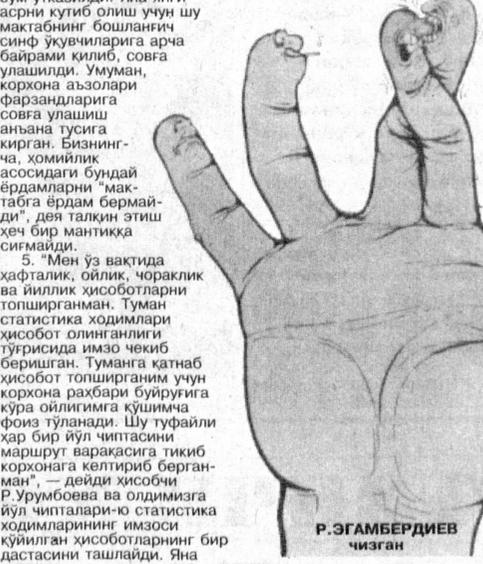 асрни кутиб олиш учун шу
мактабнинг бошланғич
синф ўқувчиларига арча
байрами қилиб, совға
улашилди. Умуман,
корхона аъзолари
фарзандларига
совға улашиш
анъана тусига
кирган. Бизнинг-
ча, ҳомийлик
асосидаги бундай
ёрдамларни “мак-
табга ёрдам бермай-
ди”, дея талқин этиш
ҳеч бир мантиққа
сиғмайди.
5. “Мен ўз вақтида
ҳафталик, ойлик, чораклик
ва йиллик ҳисоботларни
топширганман. Туман
статистика ходимлари
ҳисобот олинганлиги
тўғрисида имзо чекиб
беришган. Туманга қатнаб
ҳисобот топширганим учун
корхона раҳбари буйруғига
кўра ойлигимга қўшимча
фоиз тўланади. Шу туфайли
ҳар бир йўл чиптасини
маршрут варақасига тикиб
корхонага келтириб берган-
ман”, — дейди ҳисобчи
Р.Урумбоева ва олдимизга
йўл чипталари-ю статистика
ходимларининг имзоси
қўйилган ҳисоботларнинг бир
дастасини ташлайди. Яна
Р.ЭГАМБЕРДИЕВ
чизган